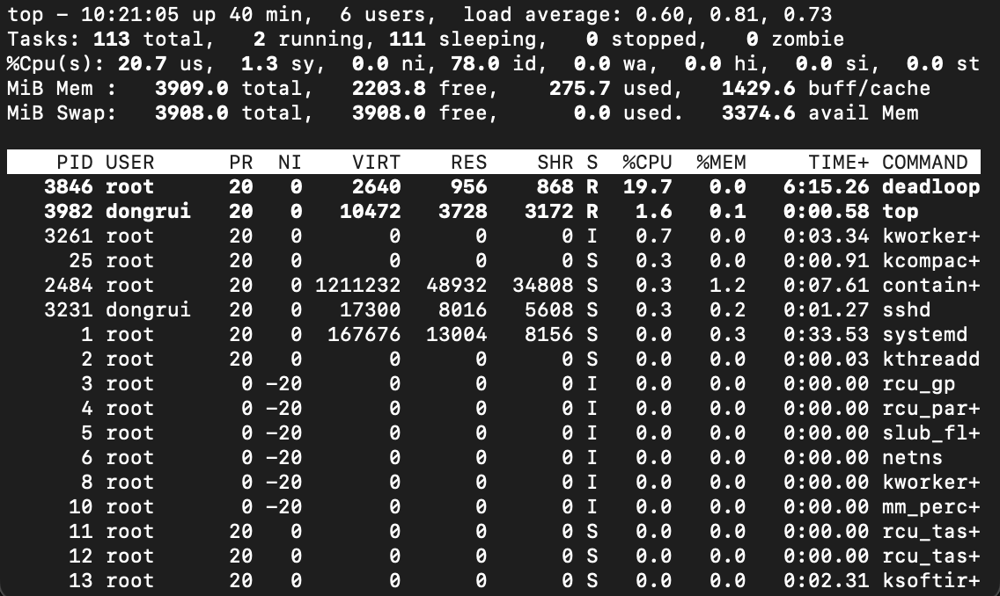 top - 10:21:05 up 40 min,  6 users,  load average: 0.60, 0.81, 0.73
Tasks: 113 total,   2 running, 111 sleeping,   0 stopped,   0 zombie
%Cpu(s): 20.7 us,  1.3 sy,  0.0 ni, 78.0 id,  0.0 wa,  0.0 hi,  0.0 si,  0.0 st
MiB Mem :   3909.0 total,   2203.8 free,    275.7 used,   1429.6 buff/cache
MiB Swap:   3908.0 total,   3908.0 free,      0.0 used.   3374.6 avail Mem
    PID USER      PR  NI    VIRT    RES    SHR S  %CPU  %MEM     TIME+ COMMAND
   3846 root      20   0    2640    956    868 R  19.7   0.0   6:15.26 deadloop
   3982 dongrui   20   0   10472   3728   3172 R   1.6   0.1   0:00.58 top
   3261 root      20   0       0      0      0 I   0.7   0.0   0:03.34 kworker+
     25 root      20   0       0      0      0 S   0.3   0.0   0:00.91 kcompac+
   2484 root      20   0 1211232  48932  34808 S   0.3   1.2   0:07.61 contain+
   3231 dongrui   20   0   17300   8016   5608 S   0.3   0.2   0:01.27 sshd
      1 root      20   0  167676  13004   8156 S   0.0   0.3   0:33.53 systemd
      2 root      20   0       0      0      0 S   0.0   0.0   0:00.03 kthreadd
      3 root       0 -20       0      0      0 I   0.0   0.0   0:00.00 rcu_gp
      4 root       0 -20       0      0      0 I   0.0   0.0   0:00.00 rcu_par+
      5 root       0 -20       0      0      0 I   0.0   0.0   0:00.00 slub_fl+
      6 root       0 -20       0      0      0 I   0.0   0.0   0:00.00 netns
      8 root       0 -20       0      0      0 I   0.0   0.0   0:00.00 kworker+
     10 root       0 -20       0      0      0 I   0.0   0.0   0:00.00 mm_perc+
     11 root      20   0       0      0      0 S   0.0   0.0   0:00.00 rcu_tas+
     12 root      20   0       0      0      0 S   0.0   0.0   0:00.00 rcu_tas+
     13 root      20   0       0      0      0 S   0.0   0.0   0:02.31 ksoftir+